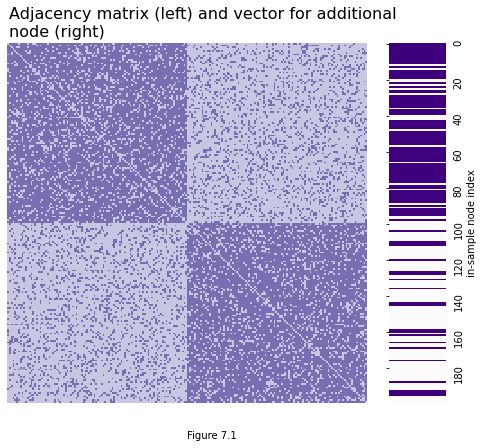 Adjacency matrix (left) and vector for additional
node (right)
0
20
40
60
80
100
120
140
160
180
in-sample node index
Figure 7.1